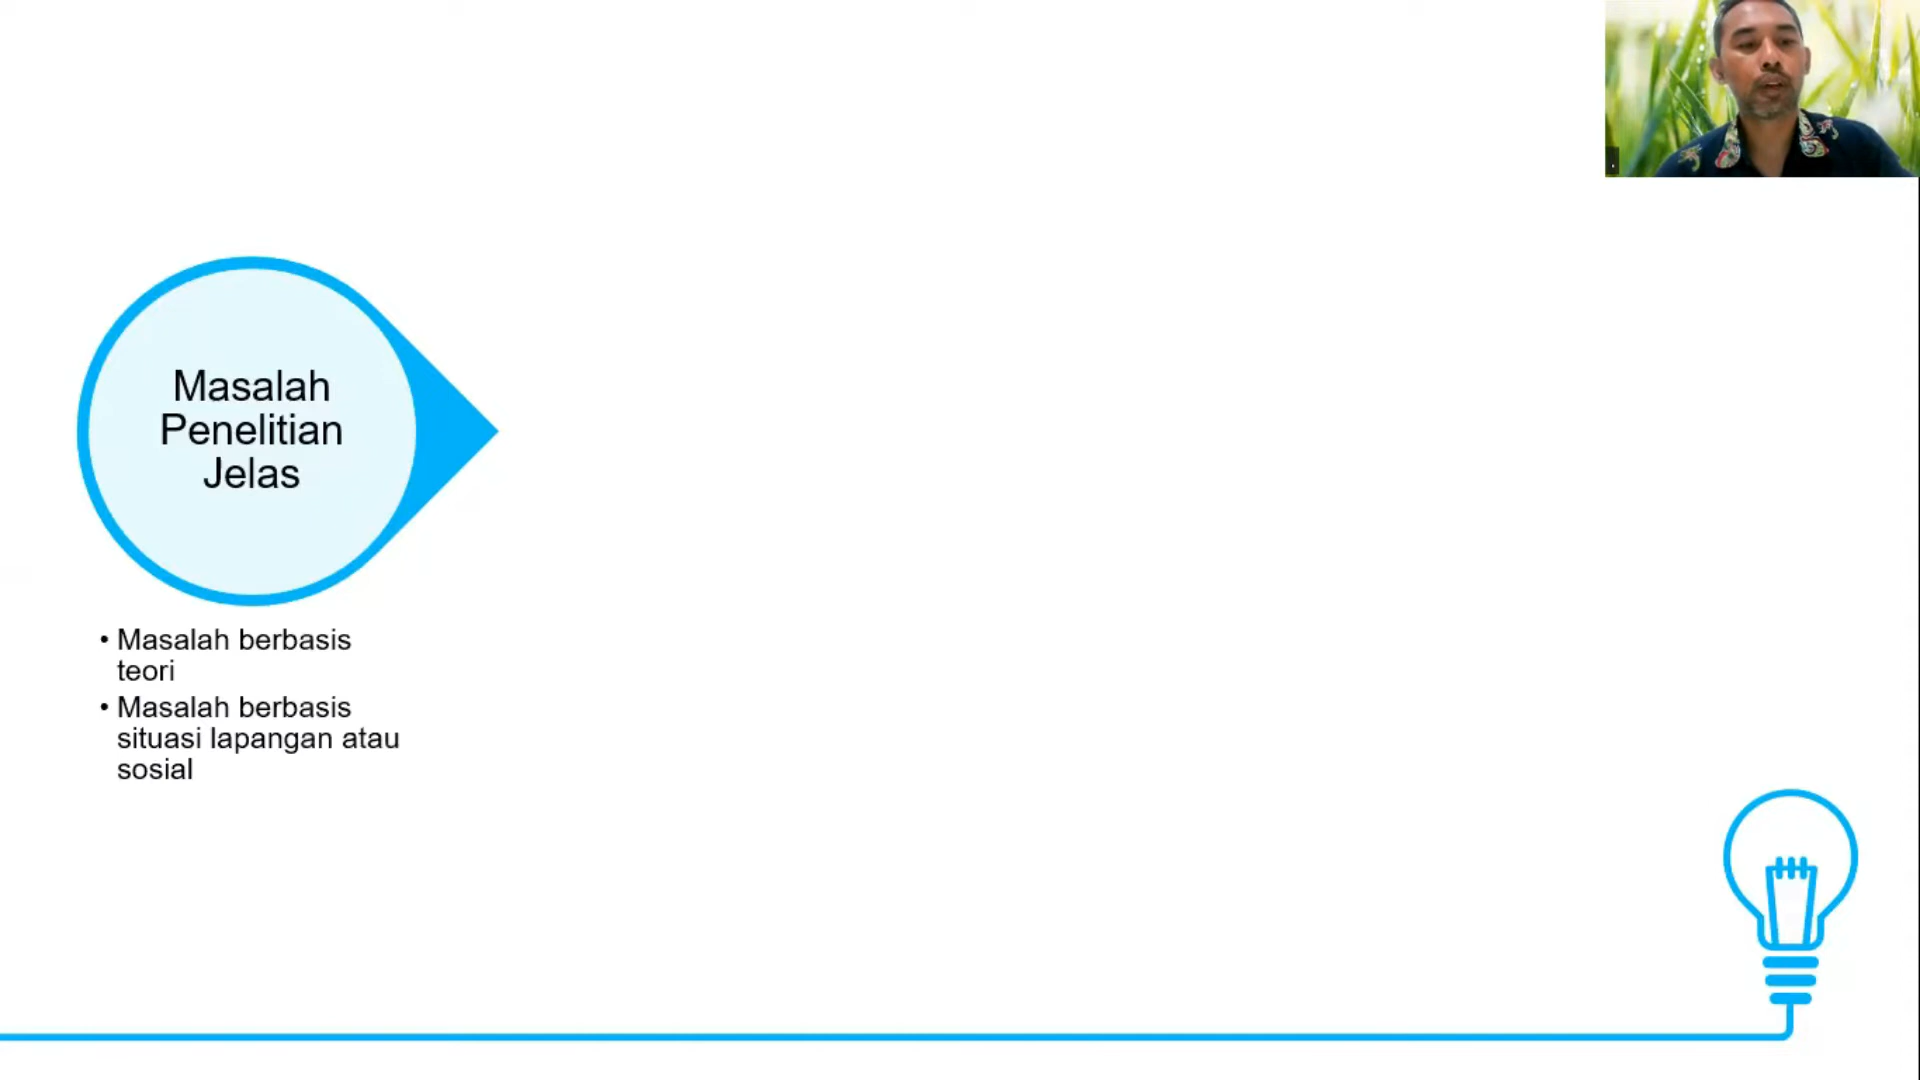 Masalah
Penelitian
Jelas
• Masalah berbasis
teori
• Masalah berbasis
situasi lapangan atau
sosial